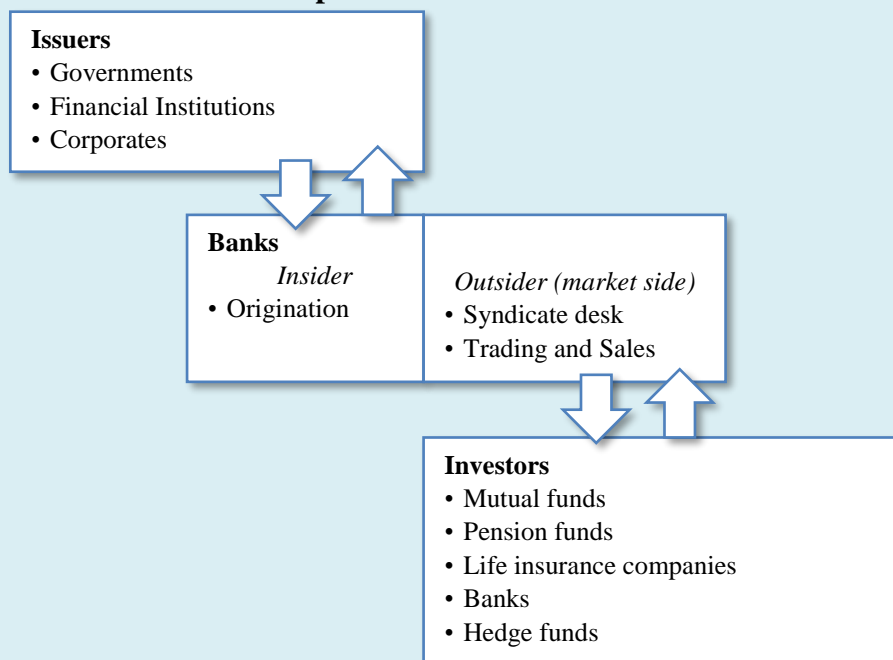 Issuers
• Governments
• Financial Institutions
• Corporates
Banks
Insider
• Origination
Outsider (market side)
• Syndicate desk
• Trading and Sales
Investors
• Mutual funds
• Pension funds
• Life insurance companies
• Banks
• Hedge funds